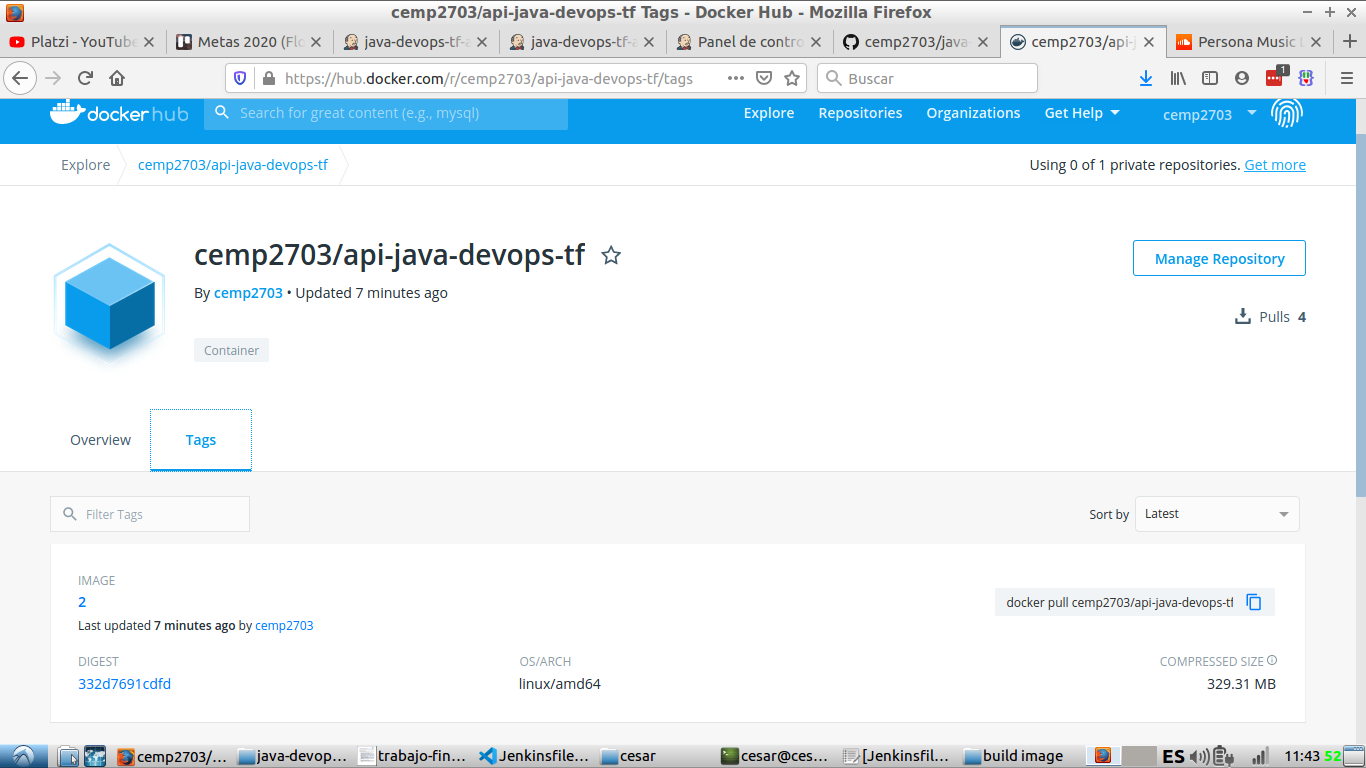 cemp2703/api-java-devops-tf Tags - Docker Hub - Mozilla Firefox
Platzi - YouTube
Metas 2020 (Flo
java-devops-tf-a
java-devops-tf-a
Panel de contro
cemp2703/java-
cemp2703/api-j
Persona Music L
https://hub.docker.com/r/cemp2703/api-java-devops-tf/tags
Buscar
1
docker hub
Search for great content (e.g., mysql)
Explore
Repositories
Organizations
Get Help
cemp2703
Explore
cemp2703/api-java-devops-tf
Using 0 of 1 private repositories. Get more
cemp2703/api-java-devops-tf
Manage Repository
By cemp2703 • Updated 7 minutes ago
Pulls 4
Container
Overview
Tags
Filter Tags
Sort by
Latest
IMAGE
2
docker pull cemp2703/api-java-devops-tf
Last updated 7 minutes ago by cemp2703
DIGEST
OS/ARCH
COMPRESSED SIZE
332d7691cdfd
linux/amd64
329.31 MB
cemp2703/...
java-devop...
trabajo-fin...
Jenkinsfile...
cesar
cesar@ces...
[Jenkinsfil...
build image
ES
11:43
52